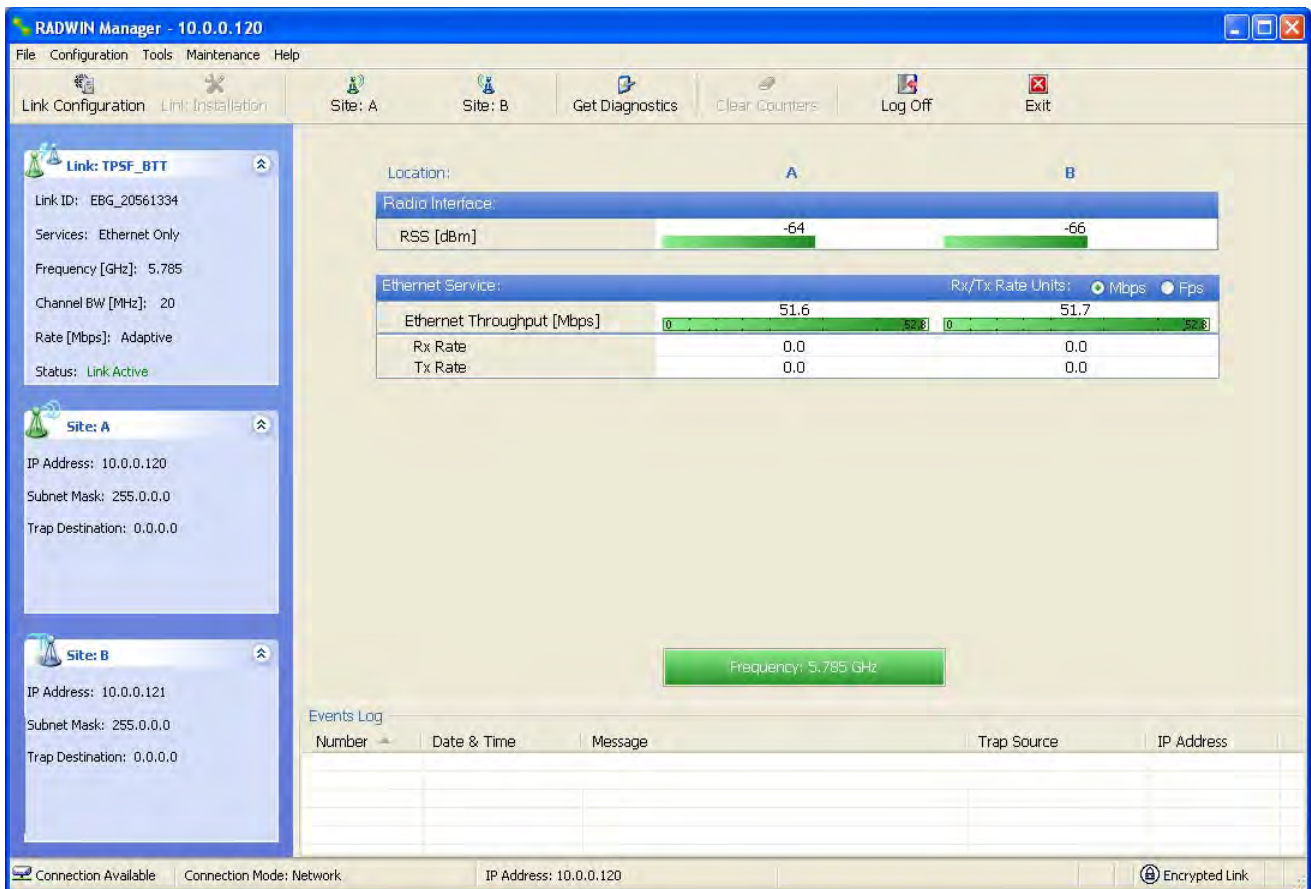 RADWIN Manager - 10.0.0.120
File Configuration Tools Maintenance Help
Link Configuration Link Installation Site: A Site: B Get Diagnostics Clear Counters Log Off Exit
Link: TPSF_BTT
Link ID: EBG_20561334
Services: Ethernet Only
Frequency [GHz]: 5.785
Channel BW [MHz]: 20
Rate [Mbps]: Adaptive
Status: Link Active
Site: A
IP Address: 10.0.0.120
Subnet Mask: 255.0.0.0
Trap Destination: 0.0.0.0
Site: B
IP Address: 10.0.0.121
Subnet Mask: 255.0.0.0
Trap Destination: 0.0.0.0
Location: A B
Radio Interface:
RSS [dBm] -64 -66
Ethernet Service: Rx/Tx Rate Units: Mbps Fps
Ethernet Throughput [Mbps] 51.6 51.7
0 52.8 0 52.8
Rx Rate 0.0 0.0
Tx Rate 0.0 0.0
Frequency: 5.785 GHz
Events Log
Number Date & Time Message Trap Source IP Address
Connection Available Connection Mode: Network IP Address: 10.0.0.120 Encrypted Link